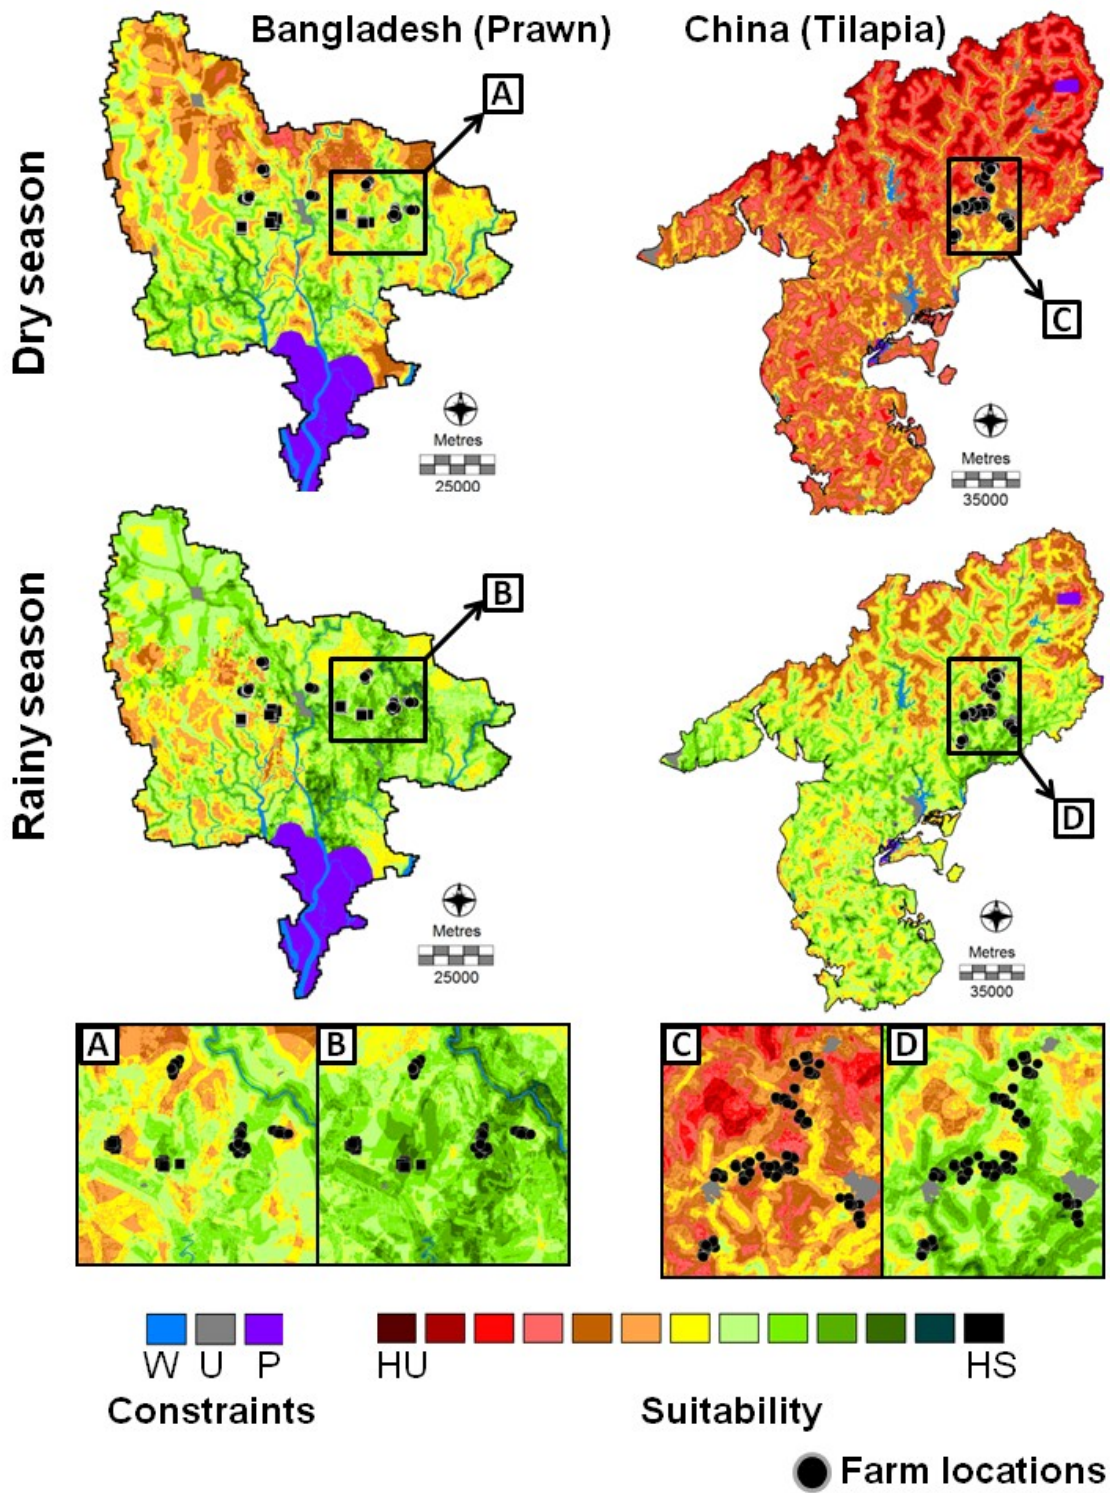 Bangladesh (Prawn)
China (Tilapia)
Dry season
A
C
Metres
25000
Metres
35000
Rainy season
B
D
Metres
25000
Metres
35000
A
B
C
D
W U P
HU
HS
Constraints
Suitability
Farm locations